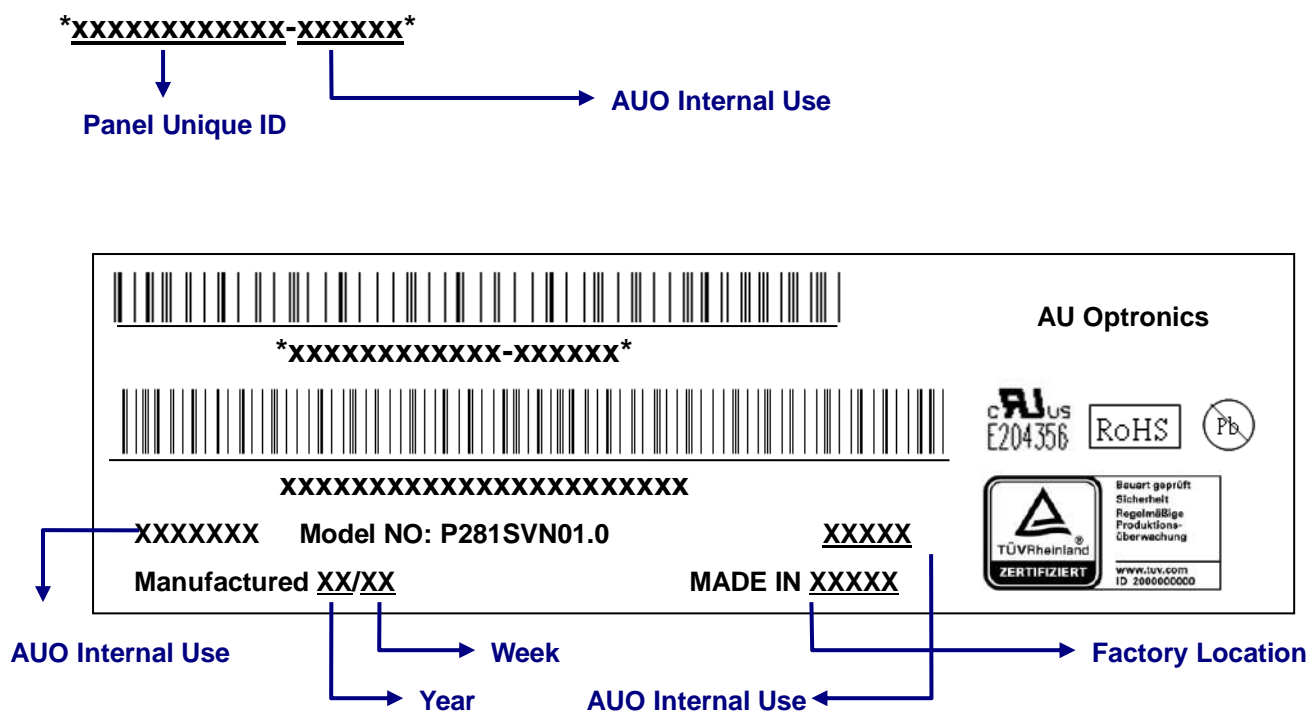 *xxxxxxxxxxxx-xxxxxx*
AUO Internal Use
Panel Unique ID
AU Optronics
*xxxxxxxxxxxx-xxxxxx*
c RU us
E204356
RoHS
Pb
xxxxxxxxxxxxxxxxxxxxxxx
Bauart geprüft
Sicherheit
Regelmäßige
Produktions-
überwachung
TÜVRheinland ®
ZERTIFIZIERT
www.tuv.com
ID 2000000000
XXXXXXX Model NO: P281SVN01.0 XXXXX
Manufactured XX/XX MADE IN XXXXX
AUO Internal Use
Week
Factory Location
Year
AUO Internal Use